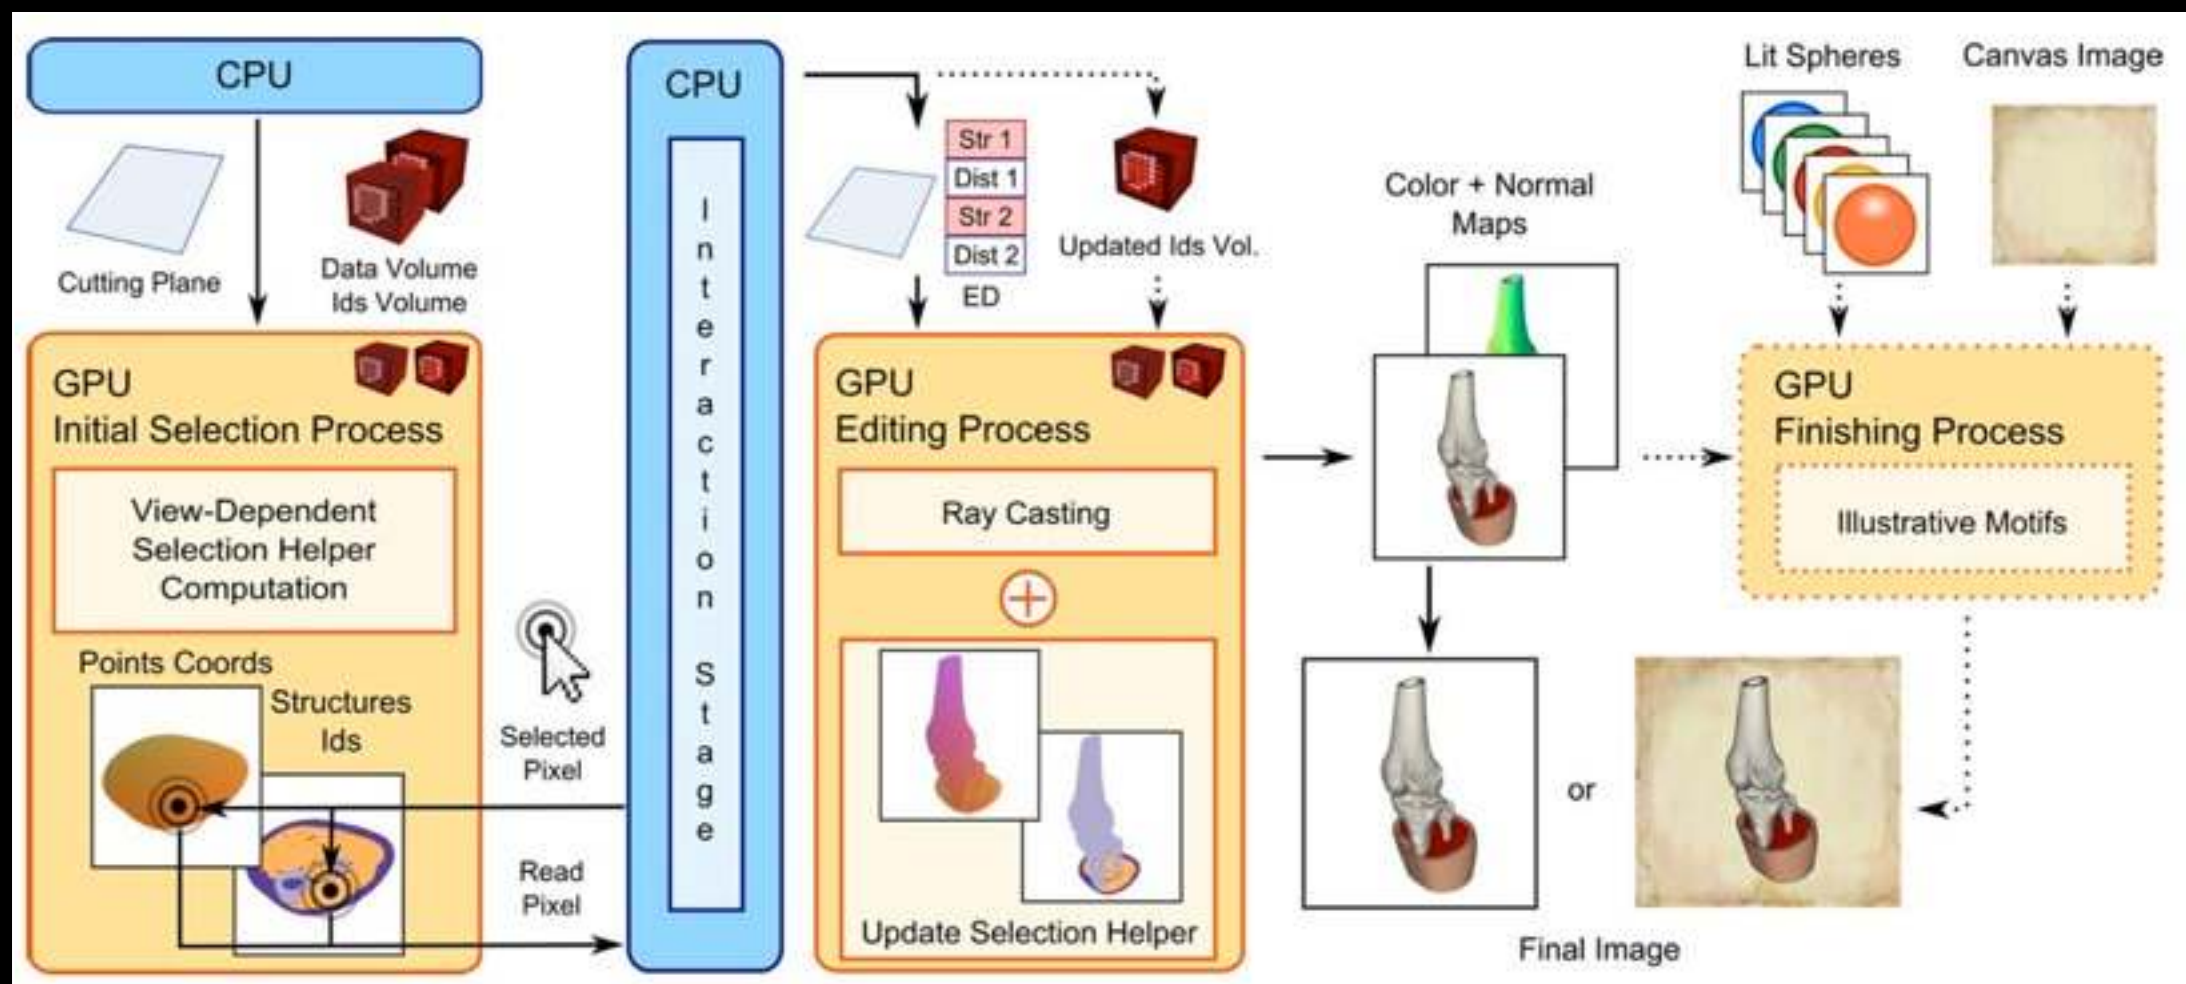 CPU
Cutting Plane
Data Volume
Ids Volume
GPU
Initial Selection Process
View-Dependent
Selection Helper
Computation
Points Coords
Structures
Ids
Selected
Pixel
Read
Pixel
CPU
Interaction Stage
Str 1
Dist 1
Str 2
Dist 2
ED
Updated Ids Vol.
GPU
Editing Process
Ray Casting
Update Selection Helper
Color + Normal
Maps
Lit Spheres
Canvas Image
GPU
Finishing Process
Illustrative Motifs
or
Final Image